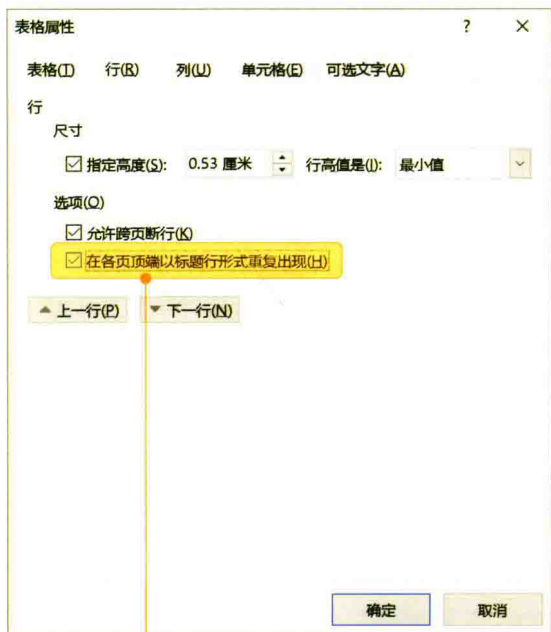 表格属性 ? ×
表格(T) 行(R) 列(U) 单元格(E) 可选文字(A)
行
尺寸
指定高度(S): 0.53 厘米 行高值是(I): 最小值
选项(O)
允许跨页断行(K)
在各页顶端以标题行形式重复出现(H)
上一行(P) 下一行(N)
确定 取消